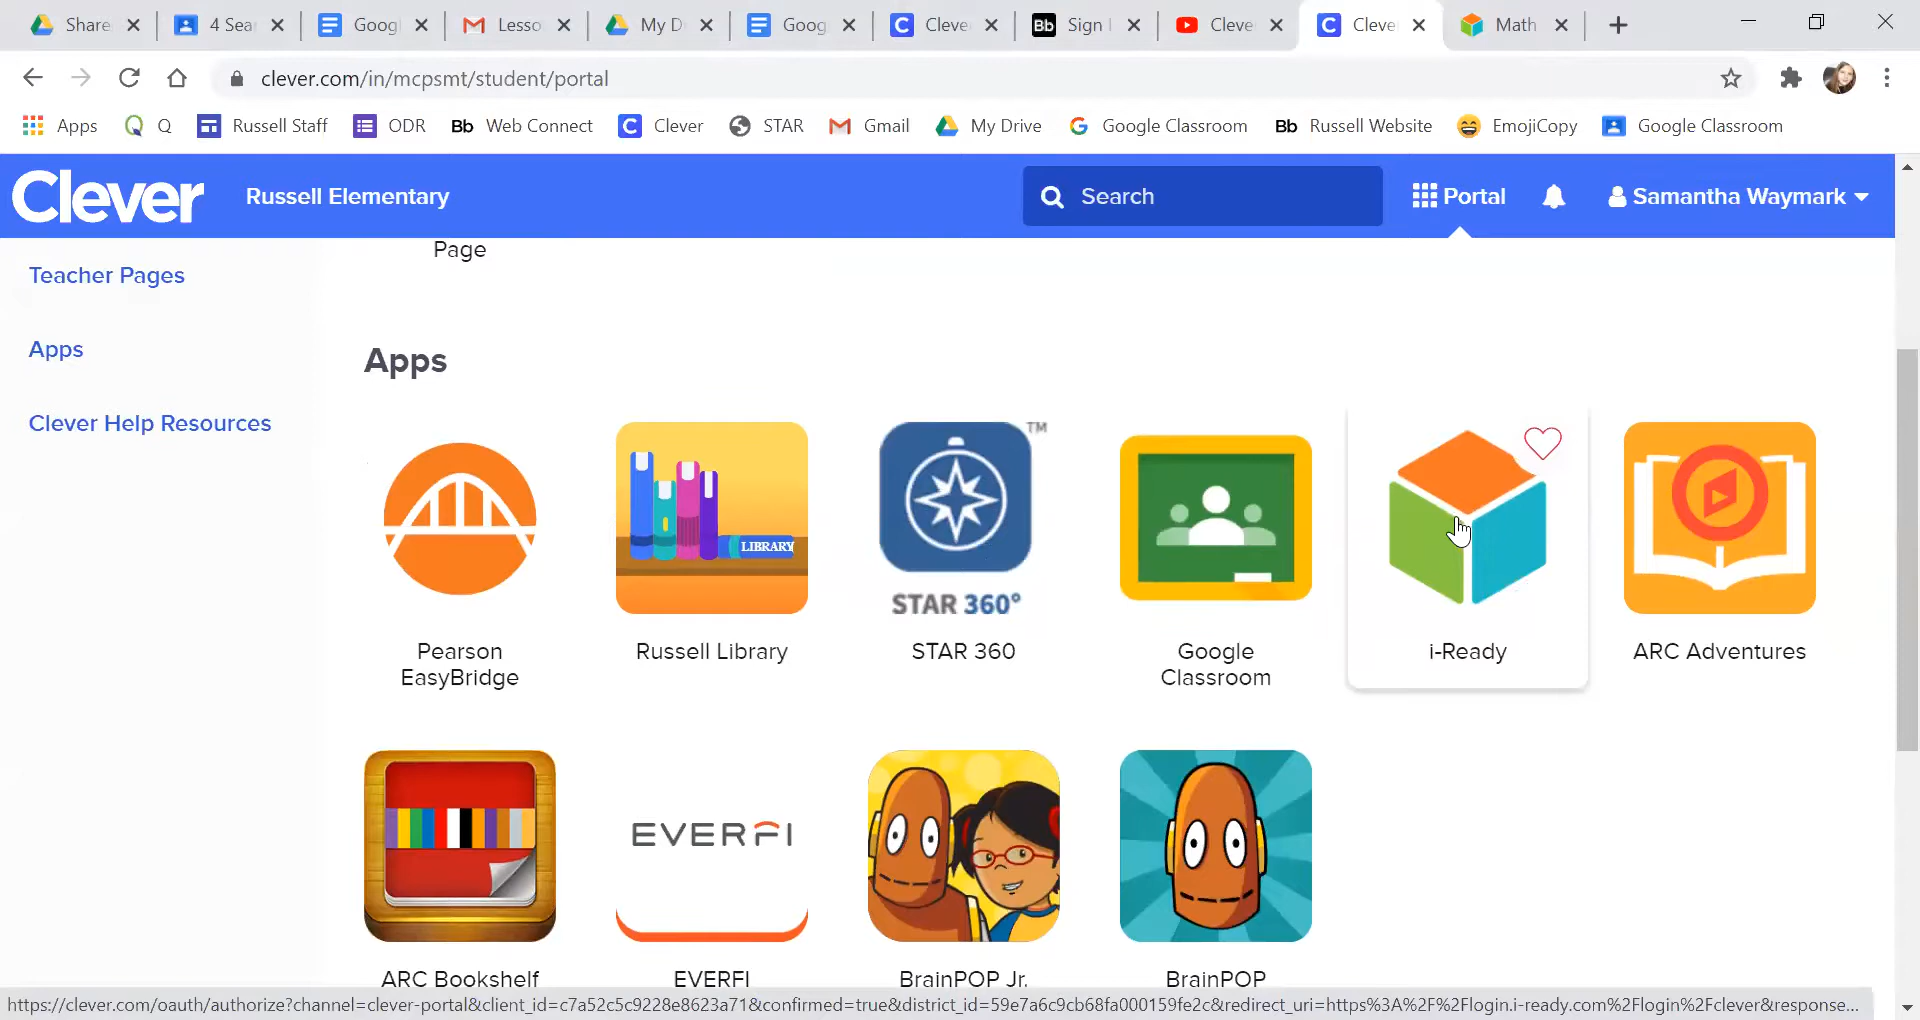 Share
4 Sea
Googl
Lesso
My D
Goog
Cleve
Bb Sign I
Cleve
Cleve
Math
clever.com/in/mcpsmt/student/portal
Apps Q Russell Staff ODR Bb Web Connect Clever STAR Gmail My Drive Google Classroom Bb Russell Website EmojiCopy Google Classroom
Clever Russell Elementary Search Portal Samantha Waymark
Page
Teacher Pages
Apps
Clever Help Resources
Apps
LIBRARY
TM
STAR 360°
Pearson
EasyBridge
Russell Library
STAR 360
Google
Classroom
i-Ready
ARC Adventures
EVERFI
ARC Bookshelf
EVERFI
BrainPOP Jr.
BrainPOP
https://clever.com/oauth/authorize?channel=clever-portal&client_id=c7a52c5c9228e8623a71&confirmed=true&district_id=59e7a6c9cb68fa000159fe2c&redirect_uri=https%3A%2F%2Flogin.i-ready.com%2Flogin%2Fclever&response...